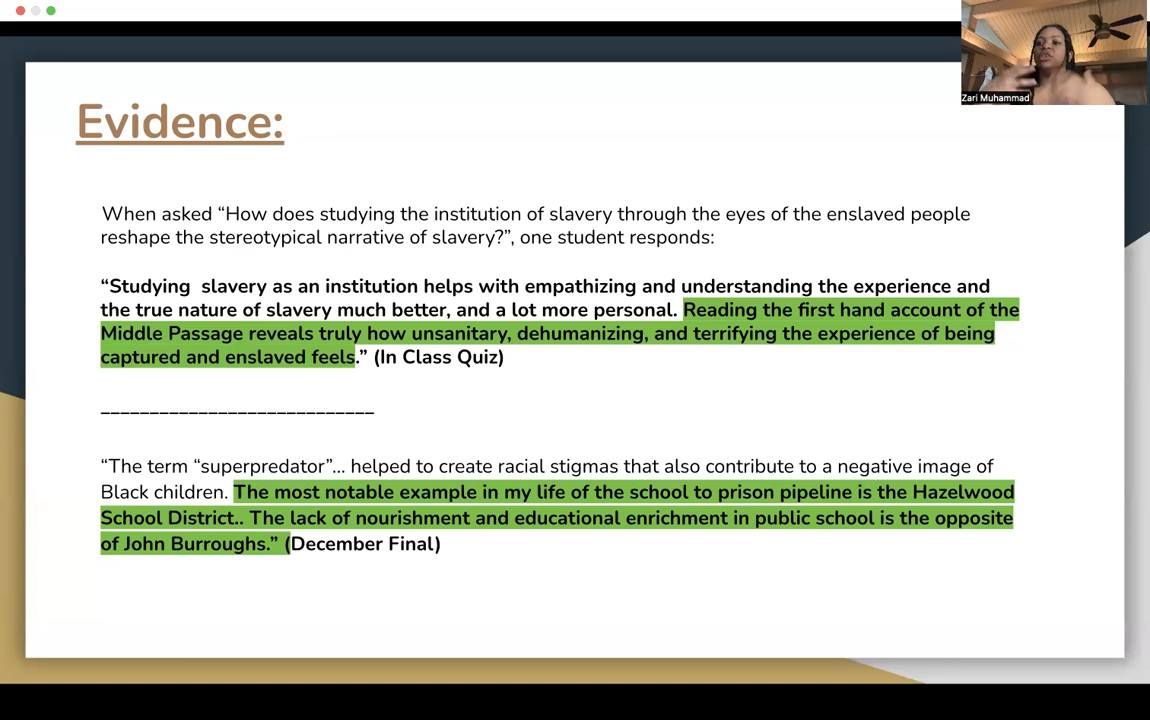 Zari Muhammad
Evidence:
When asked “How does studying the institution of slavery through the eyes of the enslaved people
reshape the stereotypical narrative of slavery?”, one student responds:
“Studying  slavery as an institution helps with empathizing and understanding the experience and
the true nature of slavery much better, and a lot more personal. Reading the first hand account of the
Middle Passage reveals truly how unsanitary, dehumanizing, and terrifying the experience of being
captured and enslaved feels.” (In Class Quiz)
____________________________
“The term “superpredator”... helped to create racial stigmas that also contribute to a negative image of
Black children. The most notable example in my life of the school to prison pipeline is the Hazelwood
School District.. The lack of nourishment and educational enrichment in public school is the opposite
of John Burroughs.” (December Final)